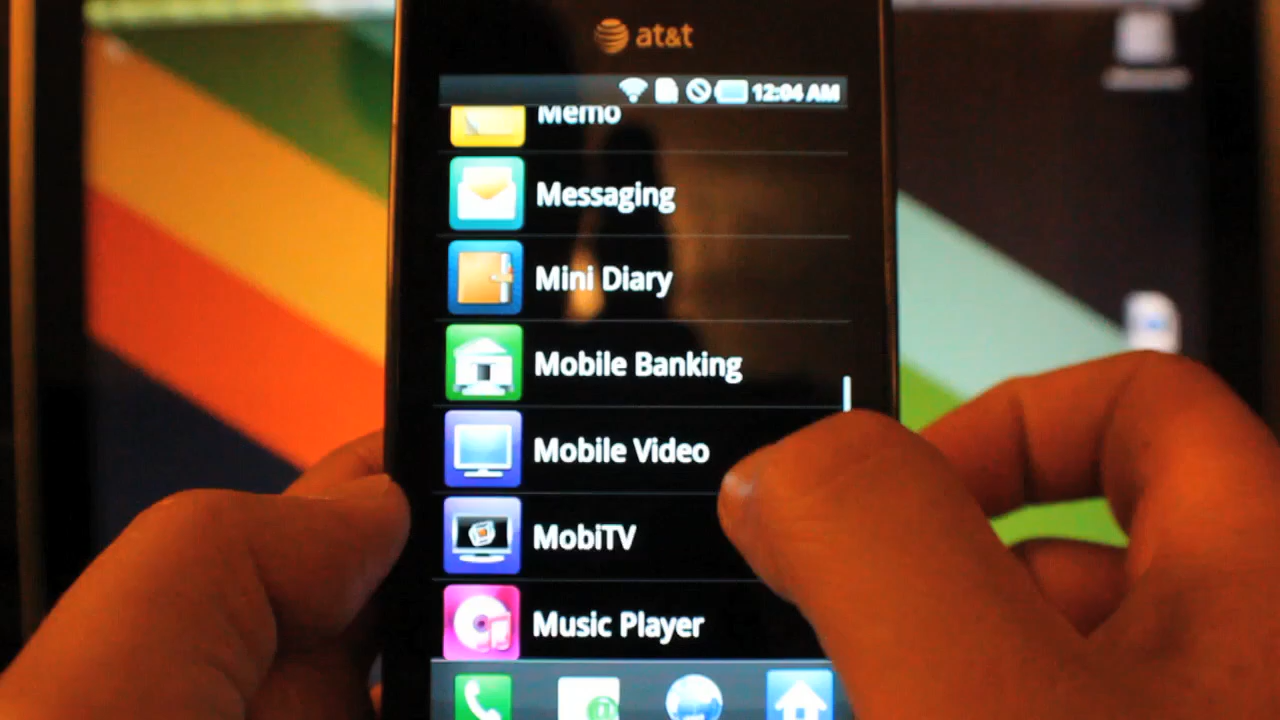 at&t
12:04 AM
Memo
Messaging
Mini Diary
Mobile Banking
Mobile Video
MobiTV
Music Player